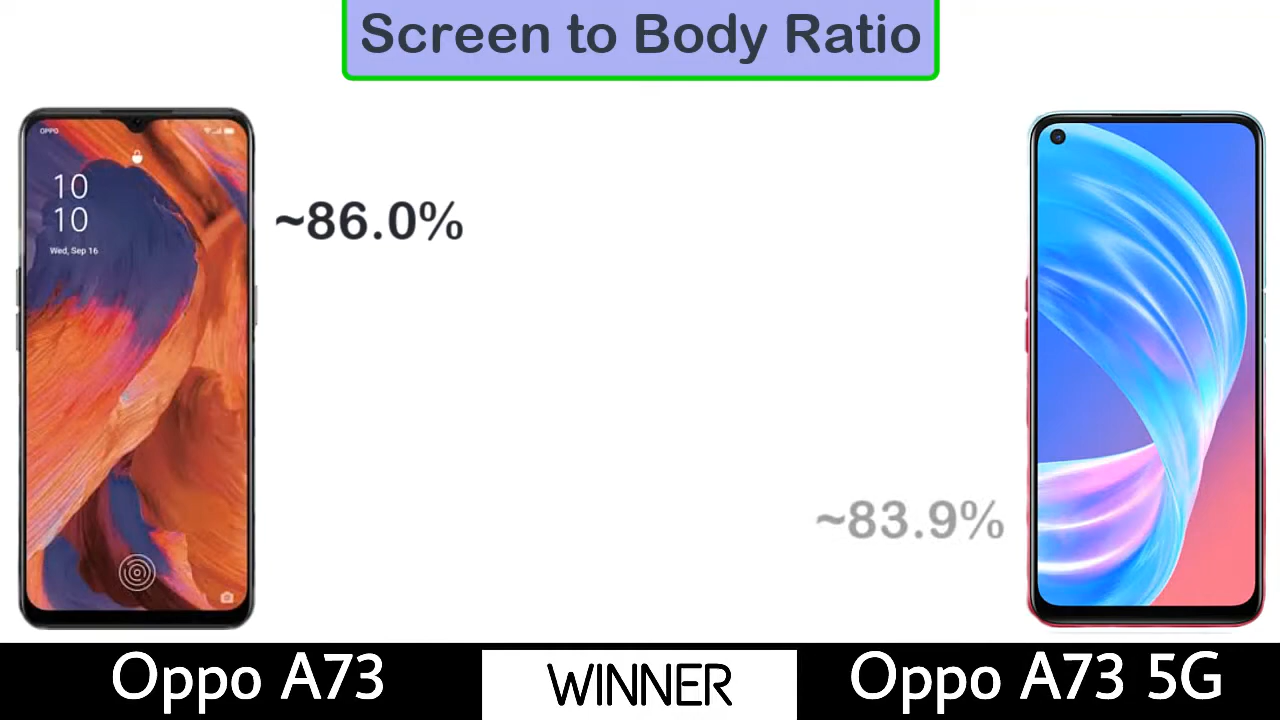 Screen to Body Ratio
OPPO
10
10
Wed, Sep 16
~86.0%
~83.9%
Oppo A73
WINNER
Oppo A73 5G